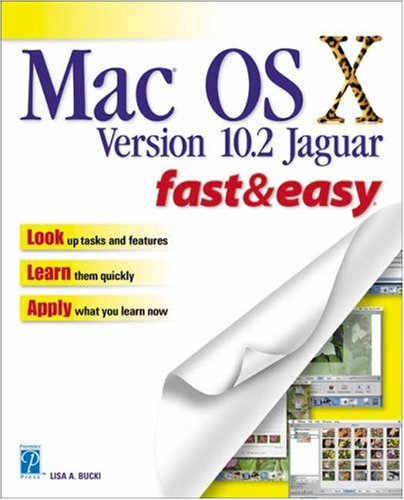 Mac OS X
Version 10.2 Jaguar
fast&easy
Look up tasks and features
Learn them quickly
Apply what you learn now
Premier
Press™
LISA A. BUCKI